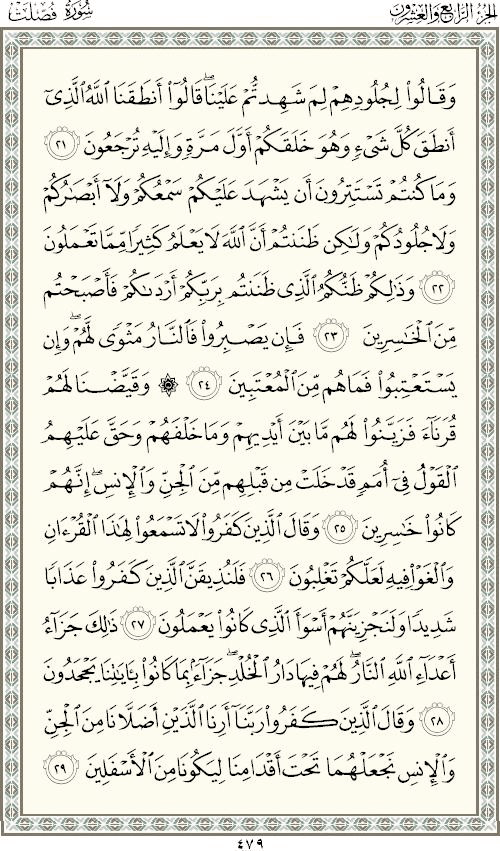 الجزء الرابع والعشرون
سورة فصلت
وَقَالُوا۟ لِجُلُودِهِمْ لِمَ شَهِدتُّمْ عَلَيْنَا ۖ قَالُوٓا۟ أَنطَقَنَا ٱللَّهُ ٱلَّذِىٓ
أَنطَقَ كُلَّ شَىْءٍ وَهُوَ خَلَقَكُمْ أَوَّلَ مَرَّةٍ وَإِلَيْهِ تُرْجَعُونَ ٢١
وَمَا كُنتُمْ تَسْتَتِرُونَ أَن يَشْهَدَ عَلَيْكُمْ سَمْعُكُمْ وَلَآ أَبْصَـٰرُكُمْ
وَلَا جُلُودُكُمْ وَلَـٰكِن ظَنَنتُمْ أَنَّ ٱللَّهَ لَا يَعْلَمُ كَثِيرًا مِّمَّا تَعْمَلُونَ
٢٢ وَذَٰلِكُمْ ظَنُّكُمُ ٱلَّذِى ظَنَنتُم بِرَبِّكُمْ أَرْدَىٰكُمْ فَأَصْبَحْتُم
مِّنَ ٱلْخَـٰسِرِينَ ٢٣ فَإِن يَصْبِرُوا۟ فَٱلنَّارُ مَثْوًى لَّهُمْ ۖ وَإِن
يَسْتَعْتِبُوا۟ فَمَا هُم مِّنَ ٱلْمُعْتَبِينَ ٢٤ ۞ وَقَيَّضْنَا لَهُمْ
قُرَنَآءَ فَزَيَّنُوا۟ لَهُم مَّا بَيْنَ أَيْدِيهِمْ وَمَا خَلْفَهُمْ وَحَقَّ عَلَيْهِمُ
ٱلْقَوْلُ فِىٓ أُمَمٍ قَدْ خَلَتْ مِن قَبْلِهِم مِّنَ ٱلْجِنِّ وَٱلْإِنسِ ۖ إِنَّهُمْ
كَانُوا۟ خَـٰسِرِينَ ٢٥ وَقَالَ ٱلَّذِينَ كَفَرُوا۟ لَا تَسْمَعُوا۟ لِهَـٰذَا ٱلْقُرْءَانِ
وَٱلْغَوْا۟ فِيهِ لَعَلَّكُمْ تَغْلِبُونَ ٢٦ فَلَنُذِيقَنَّ ٱلَّذِينَ كَفَرُوا۟ عَذَابًا
شَدِيدًا وَلَنَجْزِيَنَّهُمْ أَسْوَأَ ٱلَّذِى كَانُوا۟ يَعْمَلُونَ ٢٧ ذَٰلِكَ جَزَآءُ
أَعْدَآءِ ٱللَّهِ ٱلنَّارُ ۖ لَهُمْ فِيهَا دَارُ ٱلْخُلْدِ ۖ جَزَآءًۢ بِمَا كَانُوا۟ بِـَٔايَـٰتِنَا يَجْحَدُونَ
٢٨ وَقَالَ ٱلَّذِينَ كَفَرُوا۟ رَبَّنَآ أَرِنَا ٱلَّذَيْنِ أَضَلَّانَا مِنَ ٱلْجِنِّ
وَٱلْإِنسِ نَجْعَلْهُمَا تَحْتَ أَقْدَامِنَا لِيَكُونَا مِنَ ٱلْأَسْفَلِينَ ٢٩
٤٧٩